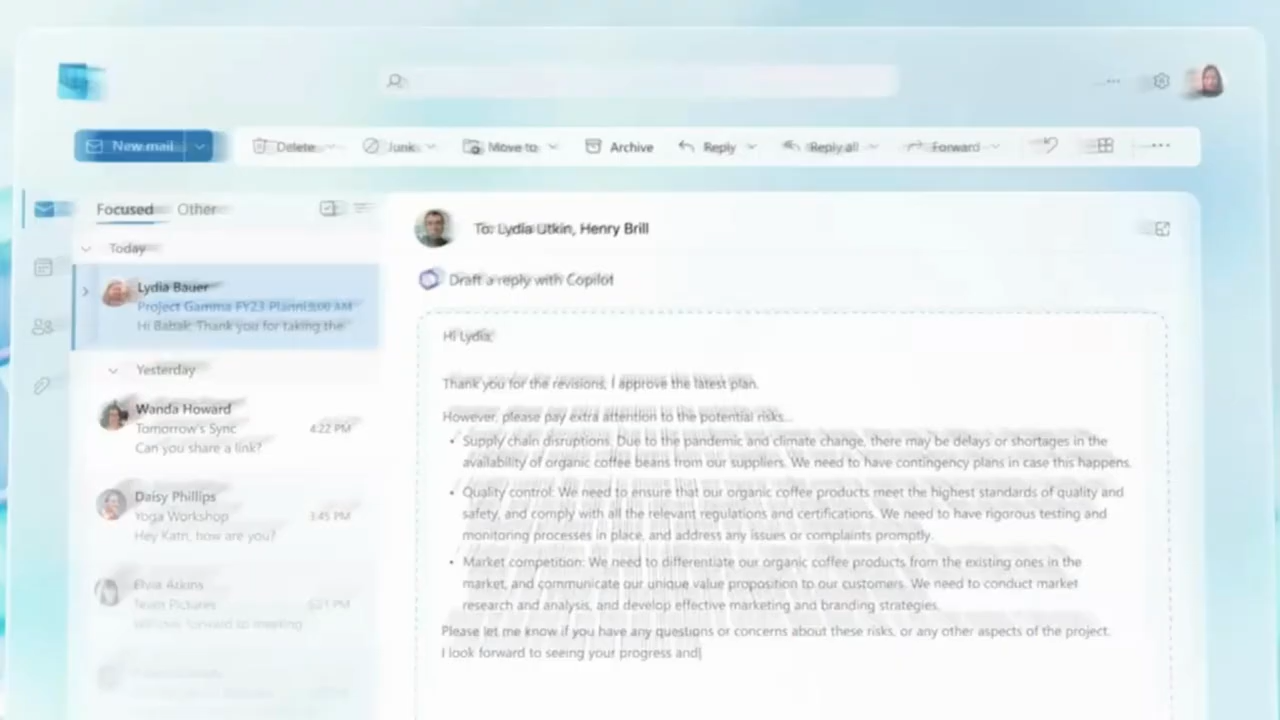 New mail
Delete
Junk
Move to
Archive
Reply
Reply all
Forward
Focused Other
Today
Lydia Bauer
Project Gamma FY23 Planni 9:00 AM
Hi Babak, Thank you for taking the
Yesterday
Wanda Howard
Tomorrow's Sync 4:22 PM
Can you share a link?
Daisy Phillips
Yoga Workshop 3:45 PM
Hey Katri, how are you?
Elvia Atkins
Team Pictures
forward to meeting
To: Lydia Utkin, Henry Brill
Draft a reply with Copilot
Hi Lydia,
Thank you for the revisions, I approve the latest plan.
However, please pay extra attention to the potential risks...
• Supply chain disruptions. Due to the pandemic and climate change, there may be delays or shortages in the
availability of organic coffee beans from our suppliers. We need to have contingency plans in case this happens.
• Quality control: We need to ensure that our organic coffee products meet the highest standards of quality and
safety, and comply with all the relevant regulations and certifications. We need to have rigorous testing and
monitoring processes in place, and address any issues or complaints promptly.
• Market competition: We need to differentiate our organic coffee products from the existing ones in the
market, and communicate our unique value proposition to our customers. We need to conduct market
research and analysis, and develop effective marketing and branding strategies.
Please let me know if you have any questions or concerns about these risks, or any other aspects of the project.
I look forward to seeing your progress and